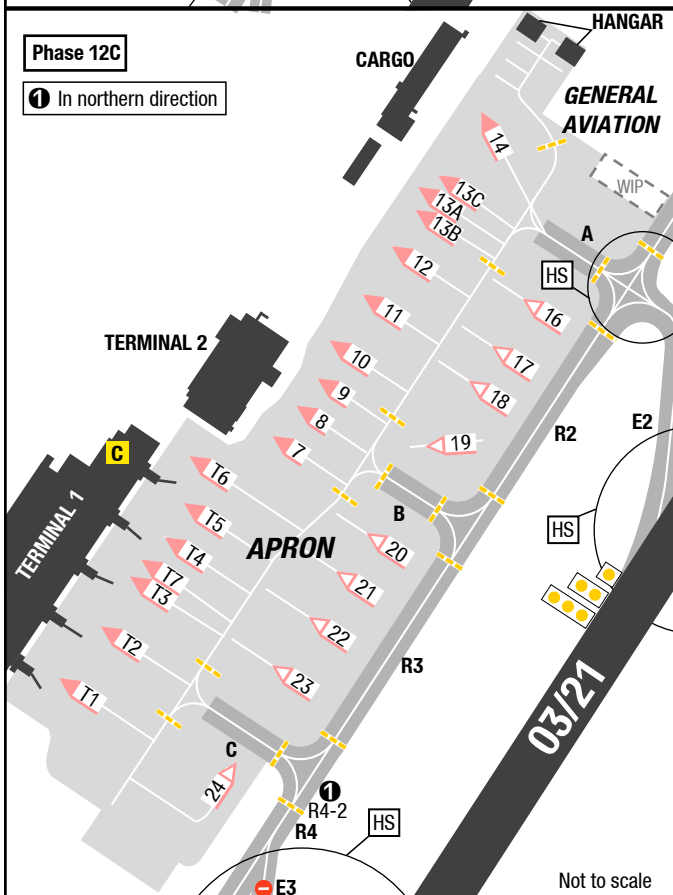 Phase 12C
❶ In northern direction
HANGAR
CARGO
GENERAL
AVIATION
WIP
14
13C
13A
13B
12
11
10
9
8
7
A
HS
16
17
18
19
TERMINAL 2
R2
E2
C
TERMINAL 1
T6
T5
T4
T7
T3
T2
T1
APRON
B
HS
20
21
22
23
R3
03/21
C
24
❶
R4-2
R4
HS
E3
Not to scale